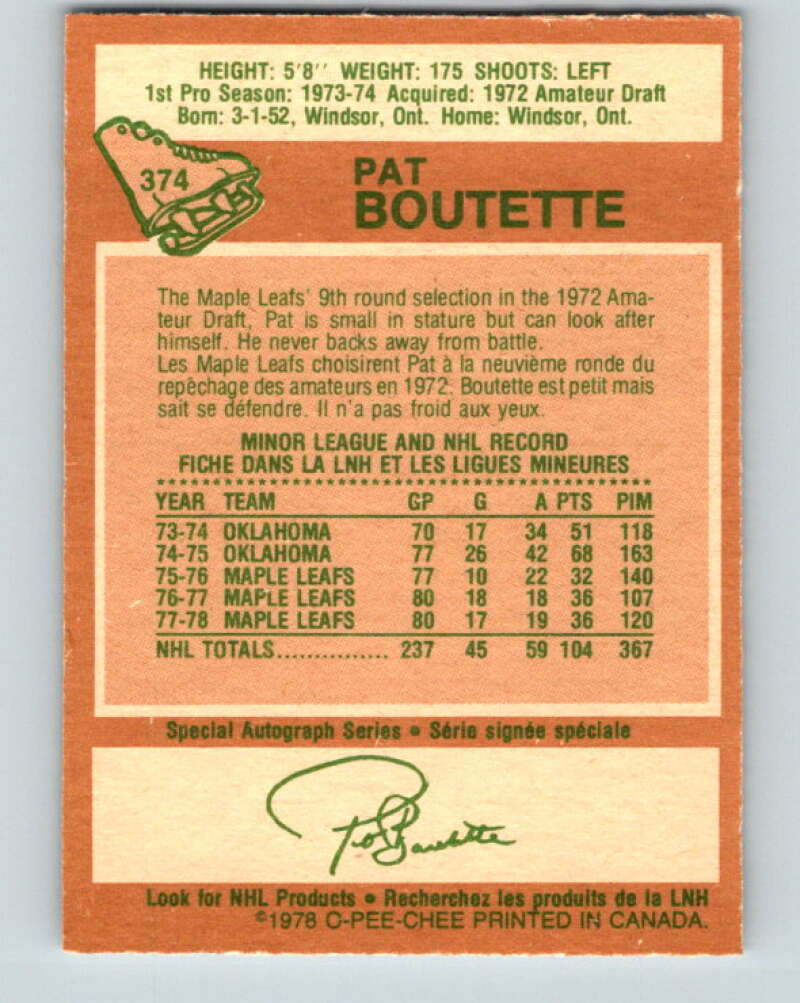 HEIGHT: 5'8'' WEIGHT: 175 SHOOTS: LEFT
1st Pro Season: 1973-74 Acquired: 1972 Amateur Draft
Born: 3-1-52, Windsor, Ont. Home: Windsor, Ont.
374
PAT
BOUTETTE
The Maple Leafs' 9th round selection in the 1972 Ama-
teur Draft, Pat is small in stature but can look after
himself. He never backs away from battle.
Les Maple Leafs choisirent Pat à la neuvième ronde du
repêchage des amateurs en 1972. Boutette est petit mais
sait se défendre. Il n'a pas froid aux yeux.
MINOR LEAGUE AND NHL RECORD
FICHE DANS LA LNH ET LES LIGUES MINEURES
YEAR TEAM GP G A PTS PIM
73-74 OKLAHOMA 70 17 34 51 118
74-75 OKLAHOMA 77 26 42 68 163
75-76 MAPLE LEAFS 77 10 22 32 140
76-77 MAPLE LEAFS 80 18 18 36 107
77-78 MAPLE LEAFS 80 17 19 36 120
NHL TOTALS................ 237 45 59 104 367
Special Autograph Series • Série signée spéciale
Pat Boutette
Look for NHL Products • Recherchez les produits de la LNH
©1978 O-PEE-CHEE PRINTED IN CANADA.